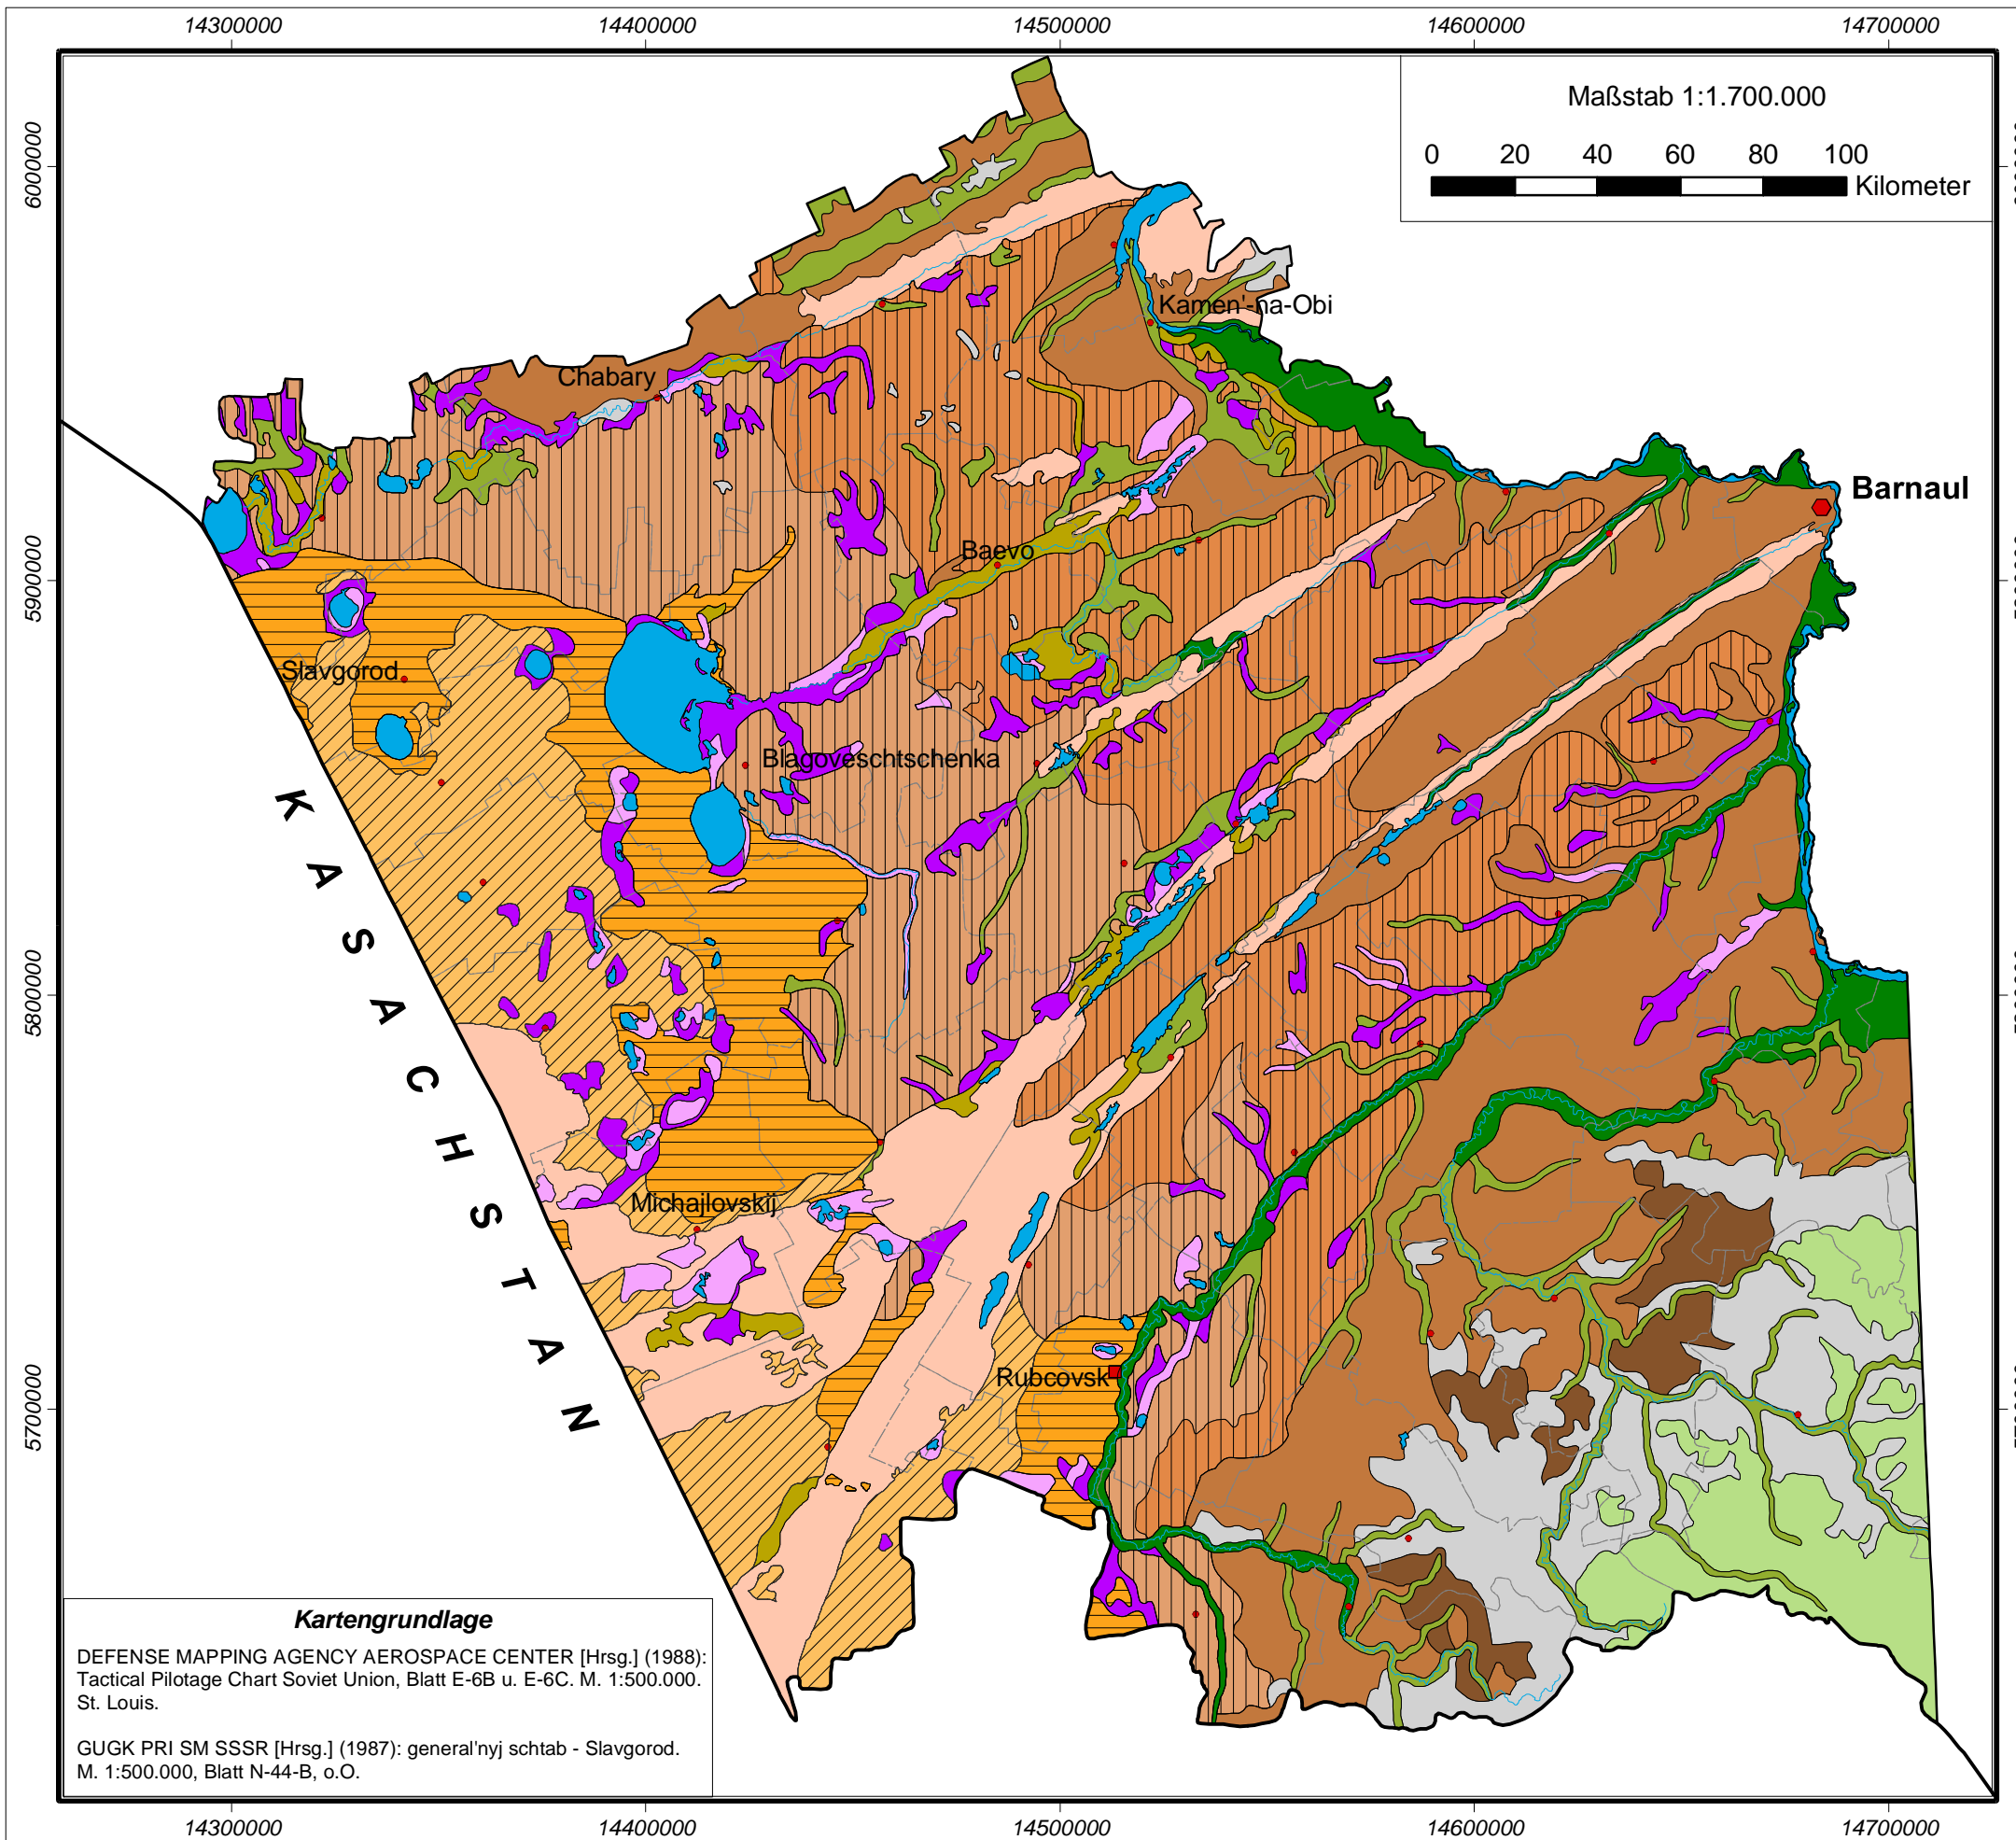 14300000 14400000 14500000 14600000 14700000
Maßstab 1:1.700.000
0 20 40 60 80 100
Kilometer
6000000
5900000
5800000
5700000
Kamen'-na-Obi
Chabary
Barnaul
Baevo
Slavgorod
Blagoveschtschenka
KASACHSTAN
Michajlovskij
Rubcovsk
Kartengrundlage
DEFENSE MAPPING AGENCY AEROSPACE CENTER [Hrsg.] (1988):
Tactical Pilotage Chart Soviet Union, Blatt E-6B u. E-6C. M. 1:500.000.
St. Louis.
GUGK PRI SM SSSR [Hrsg.] (1987): general'nyj schtab - Slavgorod.
M. 1:500.000, Blatt N-44-B, o.O.
14300000 14400000 14500000 14600000 14700000